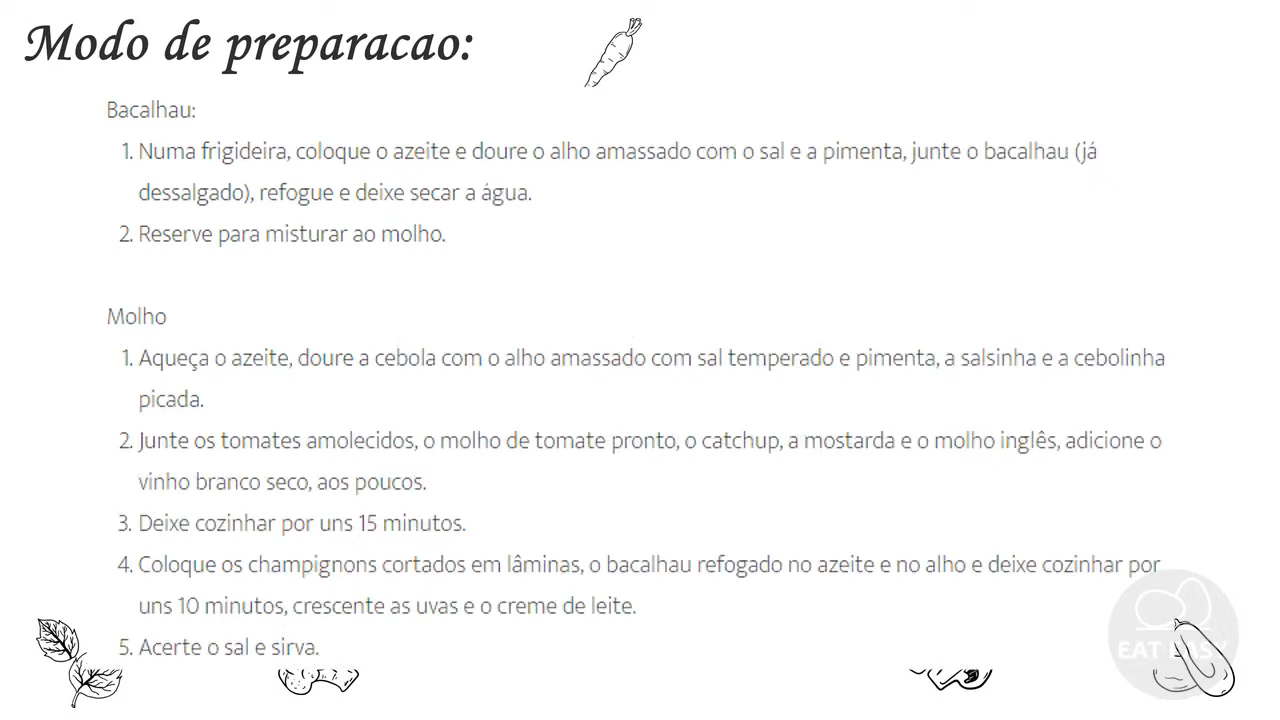 Modo de preparacao:
Bacalhau:
1. Numa frigideira, coloque o azeite e doure o alho amassado com o sal e a pimenta, junte o bacalhau (já
dessalgado), refogue e deixe secar a água.
2. Reserve para misturar ao molho.
Molho
1. Aqueça o azeite, doure a cebola com o alho amassado com sal temperado e pimenta, a salsinha e a cebolinha
picada.
2. Junte os tomates amolecidos, o molho de tomate pronto, o catchup, a mostarda e o molho inglês, adicione o
vinho branco seco, aos poucos.
3. Deixe cozinhar por uns 15 minutos.
4. Coloque os champignons cortados em lâminas, o bacalhau refogado no azeite e no alho e deixe cozinhar por
uns 10 minutos, crescente as uvas e o creme de leite.
5. Acerte o sal e sirva.
EAT EASY